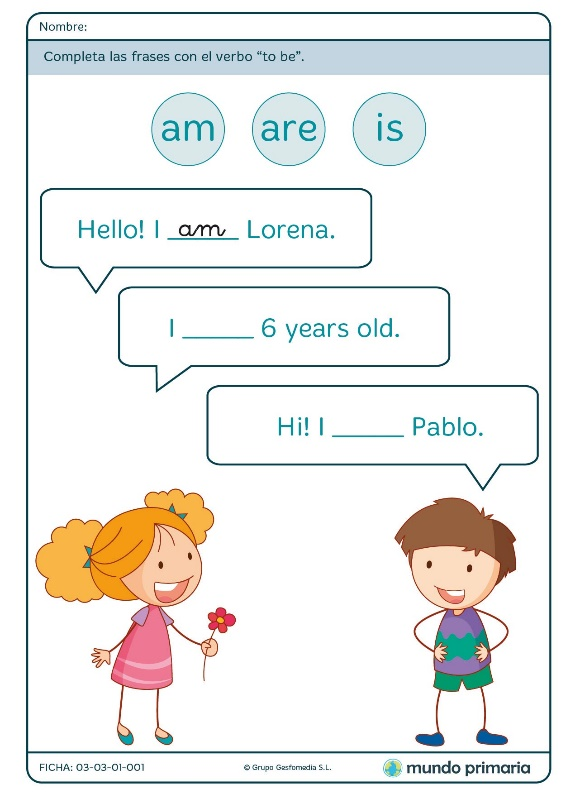 Nombre:
Completa las frases con el verbo “to be”.
am are is
Hello! I am Lorena.
I ______ 6 years old.
Hi! I ______ Pablo.
FICHA: 03-03-01-001 © Grupo Gesfomedia S.L. mundo primaria